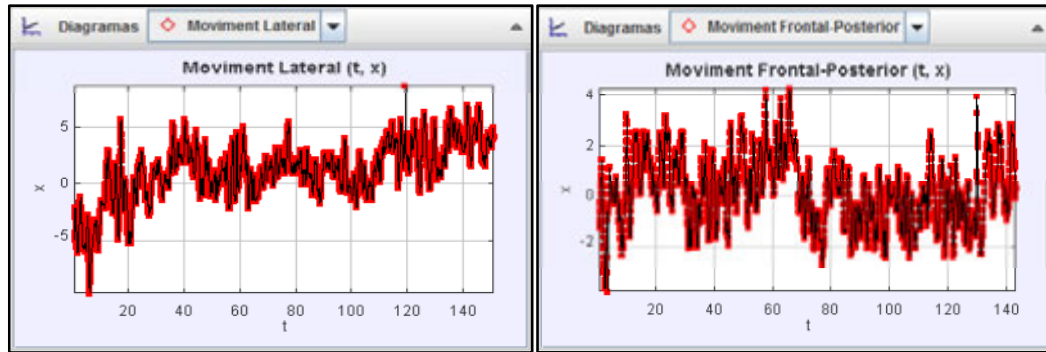 Diagramas Moviment Lateral
Moviment Lateral (t, x)
5
0
-5
x
20 40 60 80 100 120 140
t
Diagramas Moviment Frontal-Posterior
Moviment Frontal-Posterior (t, x)
4
2
0
-2
x
20 40 60 80 100 120 140
t